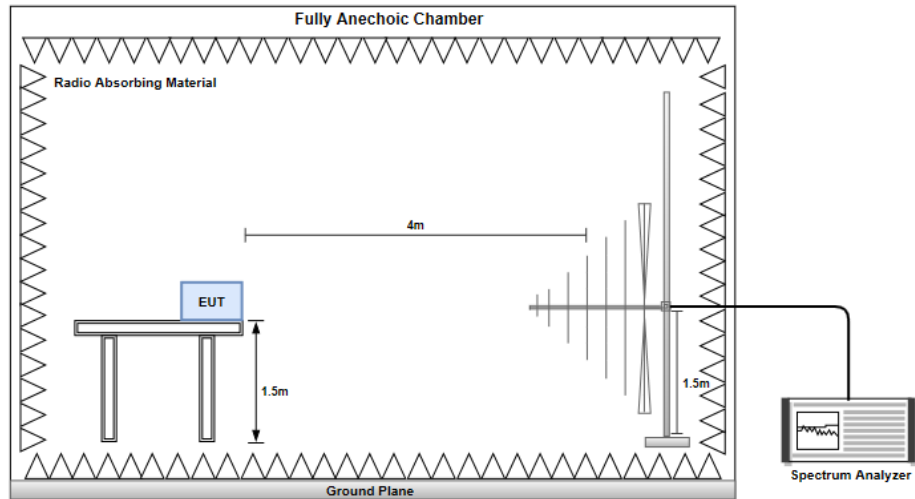 Fully Anechoic Chamber
Radio Absorbing Material
4m
EUT
1.5m
1.5m
Spectrum Analyzer
Ground Plane